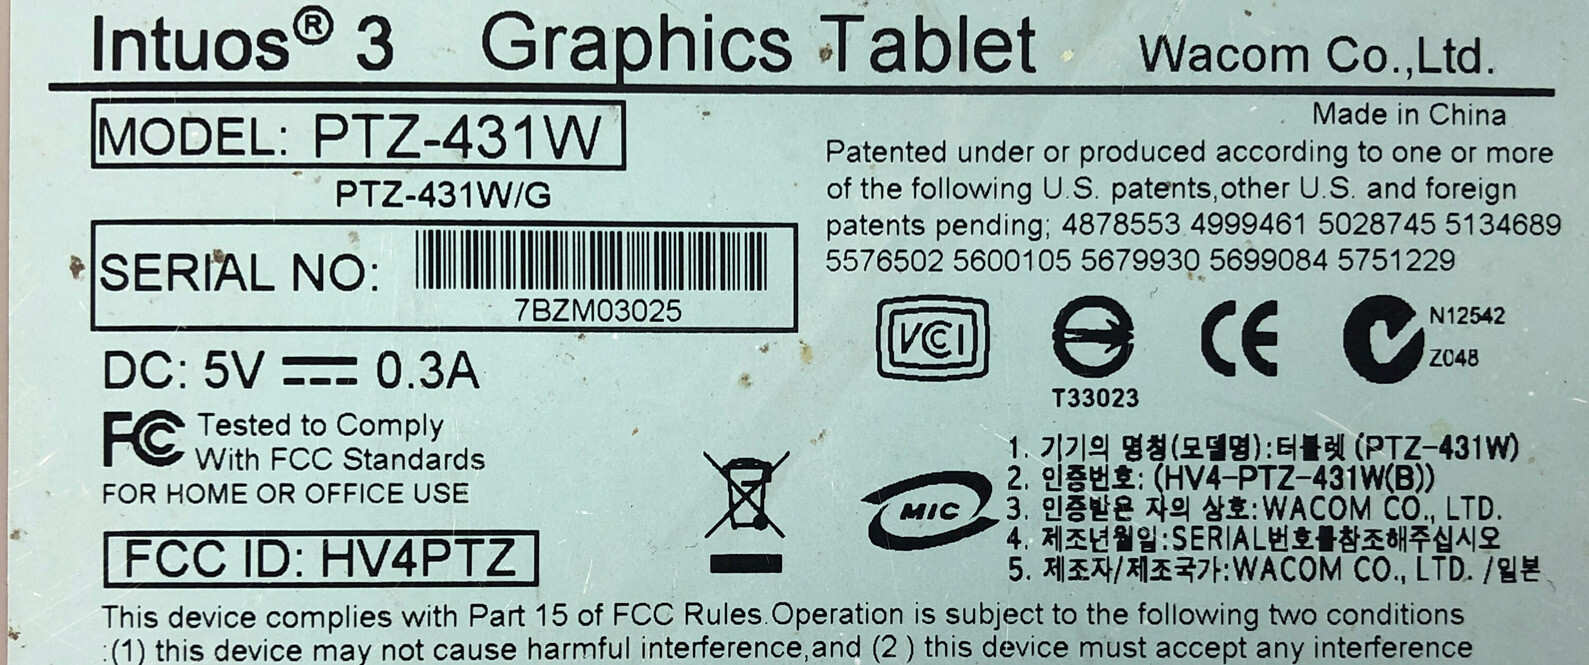 Intuos® 3 Graphics Tablet Wacom Co.,Ltd.
Made in China
MODEL: PTZ-431W
PTZ-431W/G
SERIAL NO:
7BZM03025
DC: 5V ⎓ 0.3A
FC Tested to Comply
With FCC Standards
FOR HOME OR OFFICE USE
FCC ID: HV4PTZ
Patented under or produced according to one or more
of the following U.S. patents,other U.S. and foreign
patents pending; 4878553 4999461 5028745 5134689
5576502 5600105 5679930 5699084 5751229
VCCI
T33023
CE
N12542
Z048
MIC
1. 기기의 명칭(모델명):터블렛 (PTZ-431W)
2. 인증번호: (HV4-PTZ-431W(B))
3. 인증받은 자의 상호:WACOM CO., LTD.
4. 제조년월일:SERIAL번호를참조해주십시오
5. 제조자/제조국가:WACOM CO., LTD. /일본
This device complies with Part 15 of FCC Rules.Operation is subject to the following two conditions
:(1) this device may not cause harmful interference,and (2 ) this device must accept any interference